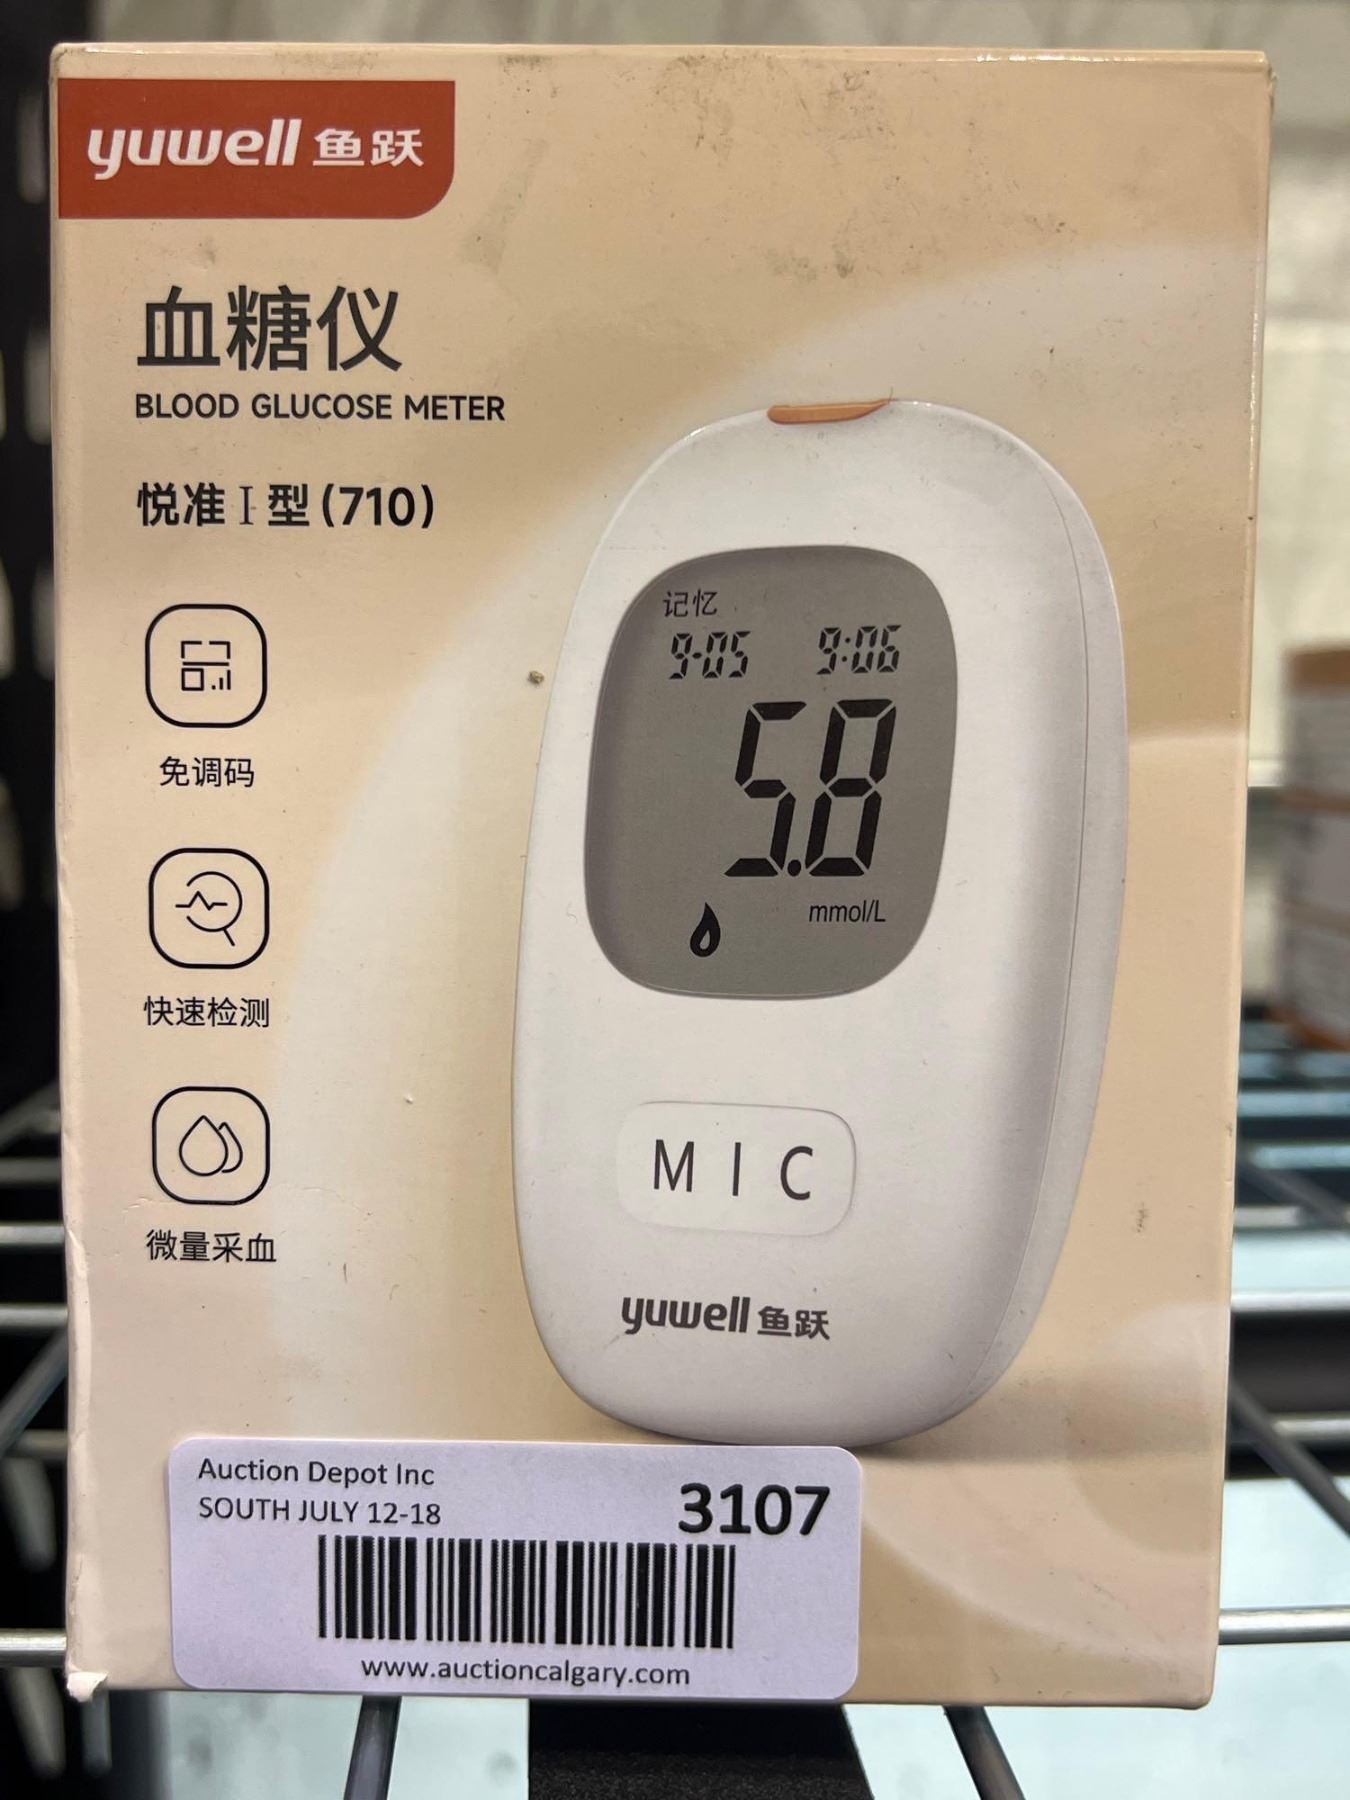 yuwell 鱼跃
血糖仪
BLOOD GLUCOSE METER
悦准 I 型(710)
免调码
快速检测
微量采血
记忆
9-05 9:06
5.8
mmol/L
M | C
yuwell 鱼跃
Auction Depot Inc
SOUTH JULY 12-18
3107
www.auctioncalgary.com